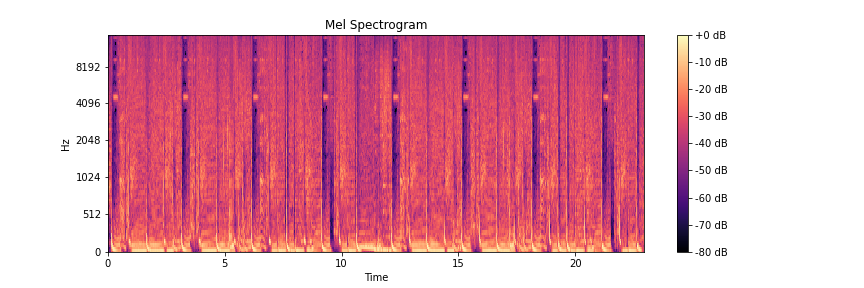 Mel Spectrogram
Hz
8192
4096
2048
1024
512
0
0 5 10 15 20
Time
+0 dB
-10 dB
-20 dB
-30 dB
-40 dB
-50 dB
-60 dB
-70 dB
-80 dB